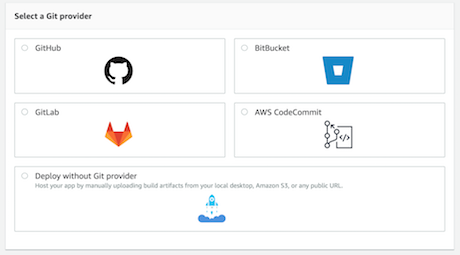 Select a Git provider
GitHub
BitBucket
GitLab
AWS CodeCommit
Deploy without Git provider
Host your app by manually uploading build artifacts from your local desktop, Amazon S3, or any public URL.